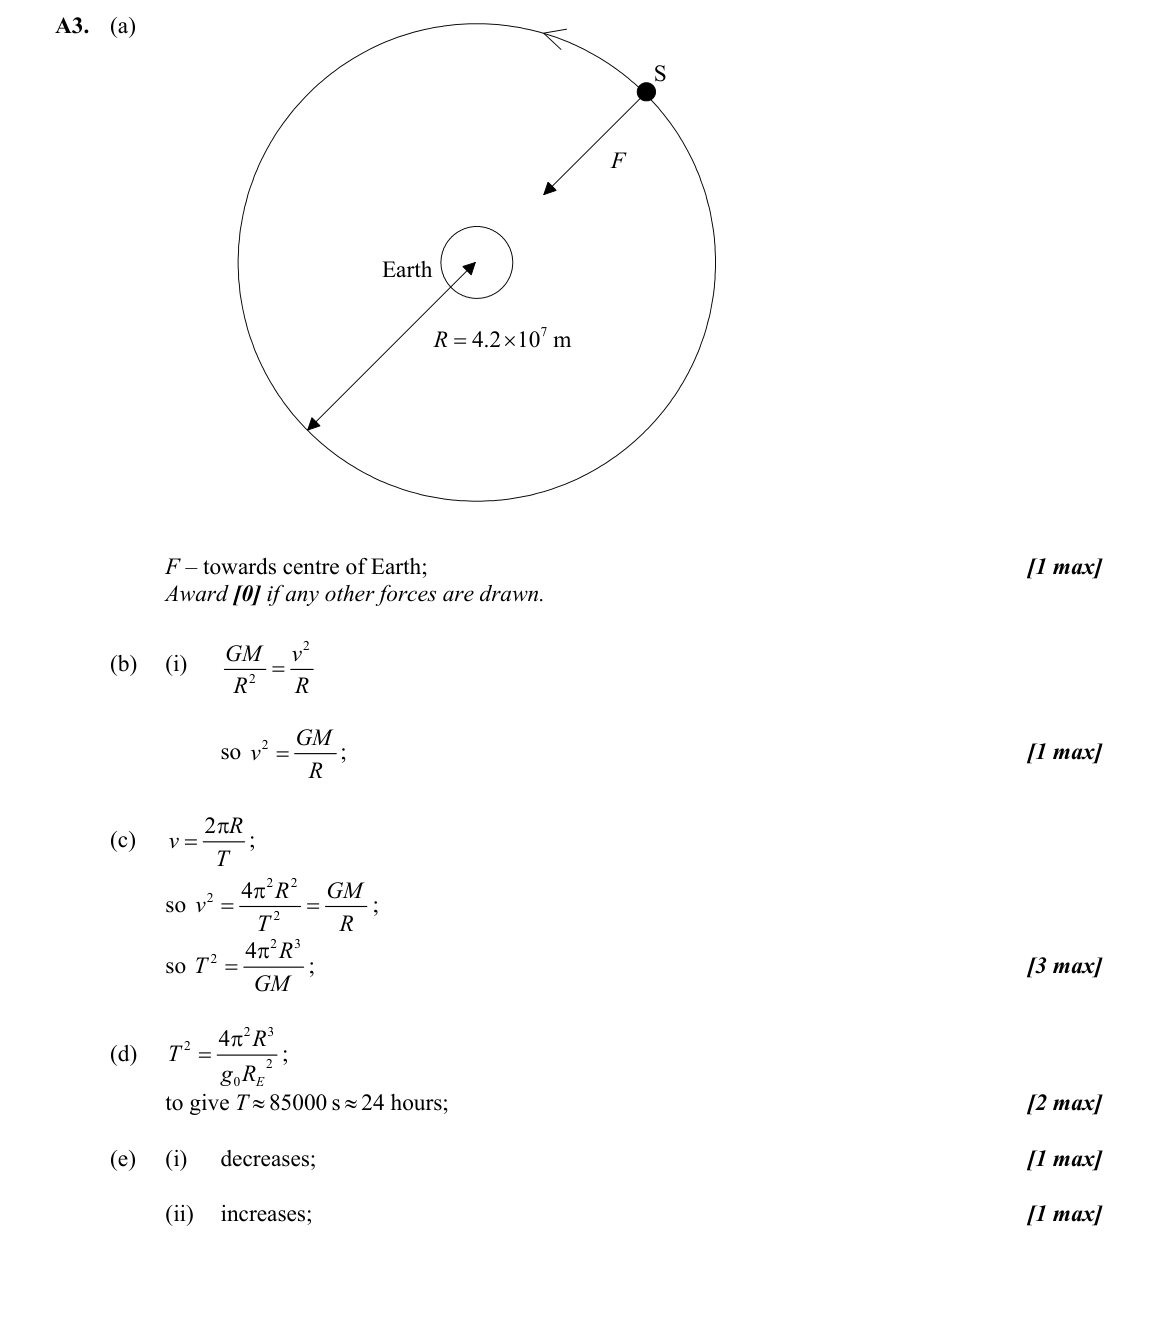 A3. (a)
S
F
Earth
R = 4.2×10⁷ m
F – towards centre of Earth; [1 max]
Award [0] if any other forces are drawn.
(b) (i) GM/R² = v²/R
so v² = GM/R; [1 max]
(c) v = 2πR/T;
so v² = 4π²R²/T² = GM/R;
so T² = 4π²R³/GM; [3 max]
(d) T² = 4π²R³/g₀R_E²;
to give T ≈ 85000 s ≈ 24 hours; [2 max]
(e) (i) decreases; [1 max]
(ii) increases; [1 max]